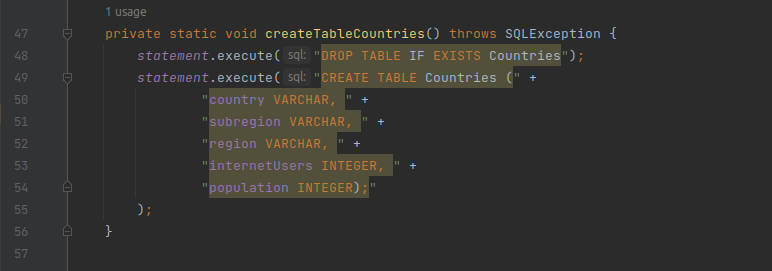 1 usage
47 private static void createTableCountries() throws SQLException {
48 statement.execute( sql: "DROP TABLE IF EXISTS Countries");
49 statement.execute( sql: "CREATE TABLE Countries (" +
50 "country VARCHAR, " +
51 "subregion VARCHAR, " +
52 "region VARCHAR, " +
53 "internetUsers INTEGER, " +
54 "population INTEGER);"
55 );
56 }
57